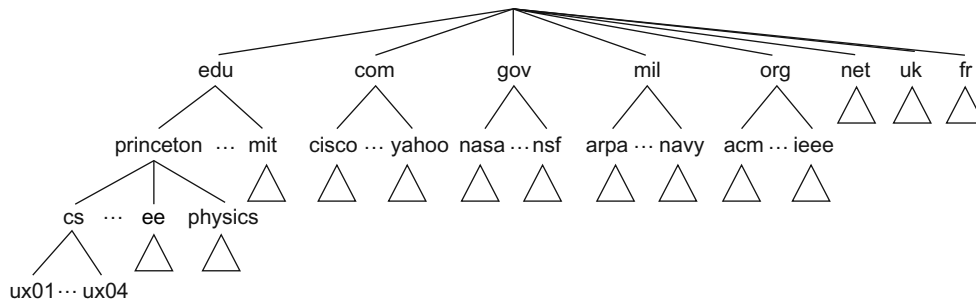 edu com gov mil org net uk fr
princeton ... mit cisco ... yahoo nasa ... nsf arpa ... navy acm ... ieee
cs ... ee physics
ux01 ... ux04